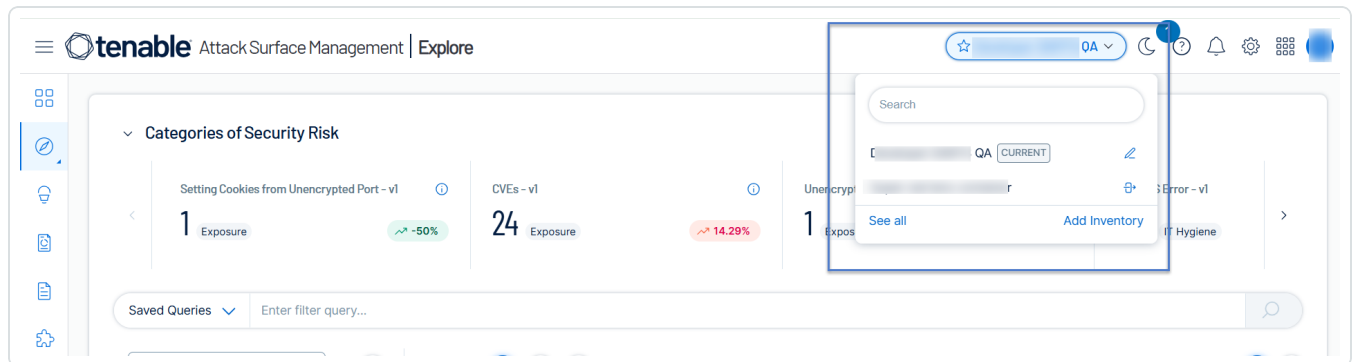 tenable Attack Surface Management | Explore
QA
Search
QA CURRENT
See all
Add Inventory
Categories of Security Risk
Setting Cookies from Unencrypted Port - v1
1 Exposure
-50%
CVEs - v1
24 Exposure
14.29%
1
Error - v1
IT Hygiene
Saved Queries
Enter filter query...